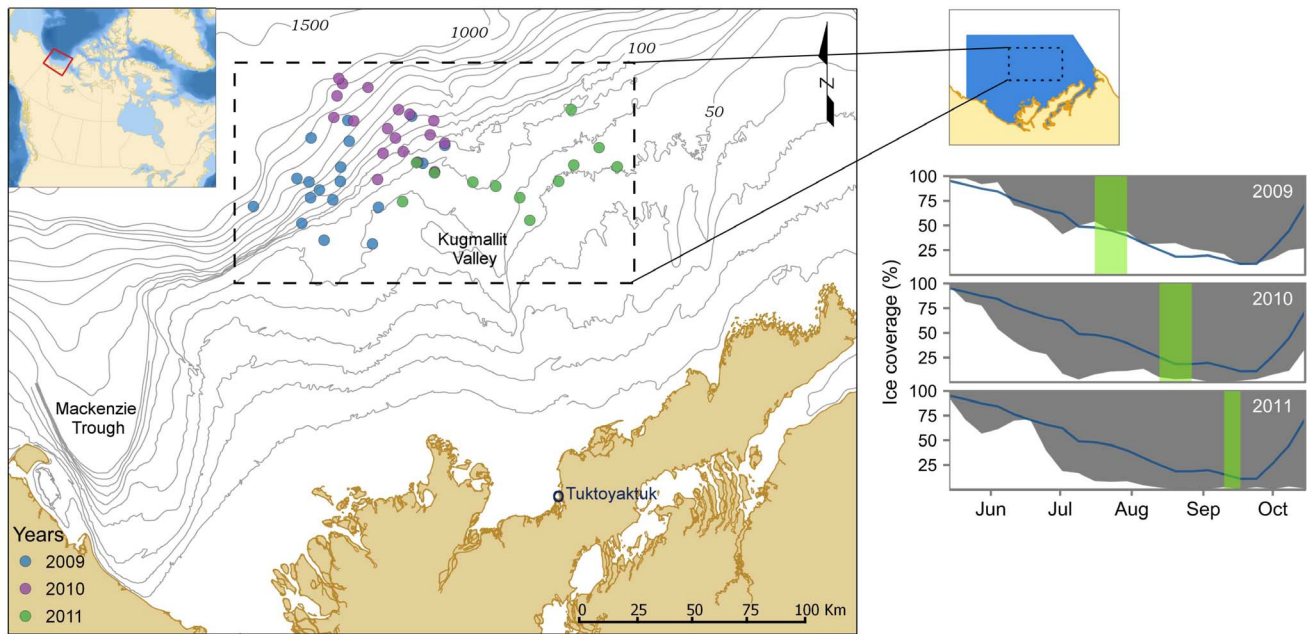 1500
1000
100
50
N
Kugmallit
Valley
Mackenzie
Trough
Tuktoyaktuk
Years
2009
2010
2011
0 25 50 75 100 Km
Ice coverage (%)
100
75
50
25
2009
100
75
50
25
2010
100
75
50
25
2011
Jun Jul Aug Sep Oct